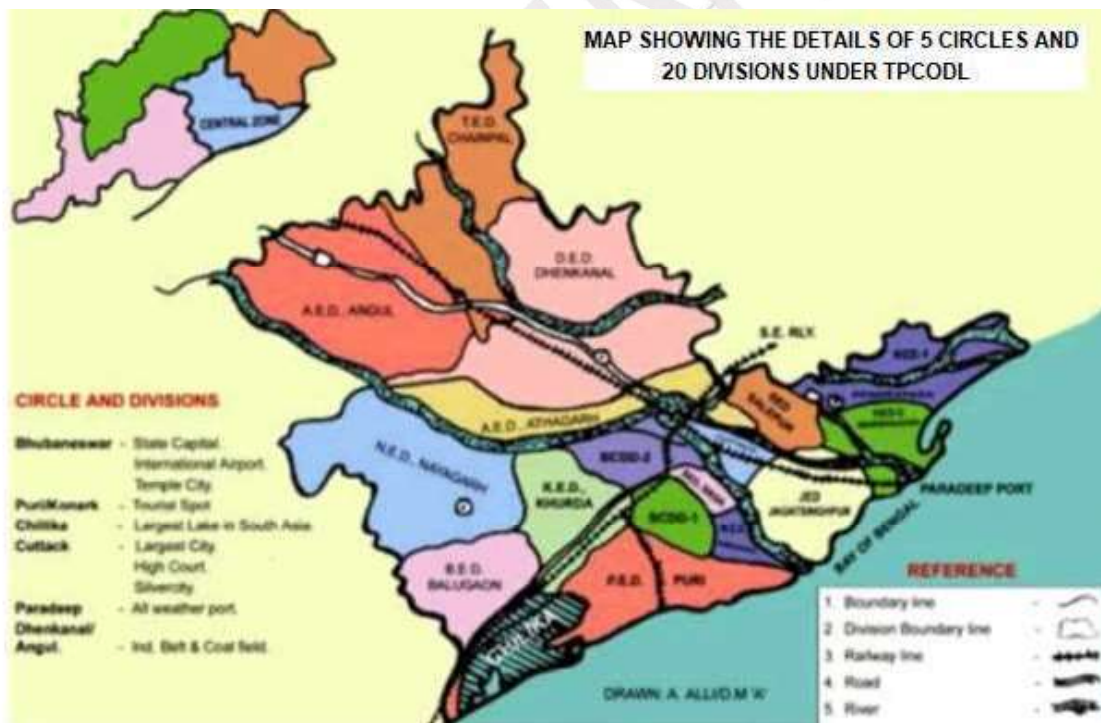 MAP SHOWING THE DETAILS OF 5 CIRCLES AND
20 DIVISIONS UNDER TPCODL
CENTRAL ZONE
T.E.D.
CHAINPAL
D.E.D.
DHENKANAL
A.E.D., ANGUL
S.E. RLY.
A.E.D., ATHAGARH
SED
SALEPUR
N.E.D., NAYAGARH
BCDD-2
K.E.D.,
KHURDA
BCDD-1
JED
JAGATSINGHPUR
PARADEEP PORT
BAY OF BENGAL
B.E.D.
BALUGAON
P.E.D. PURI
CHILIKA
CIRCLE AND DIVISIONS
Bhubaneswar - State Capital.
International Airport.
Temple City.
Puri/Konark - Tourist Spot
Chilika - Largest Lake in South Asia.
Cuttack - Largest City.
High Court
Silvercity.
Paradeep - All weather port.
Dhenkanal/
Angul. - Ind. Belt & Coal field.
REFERENCE
1. Boundary line -
2. Division Boundary line -
3. Railway line -
4. Road -
5. River -
DRAWN: A. ALLI/D.M 'A'